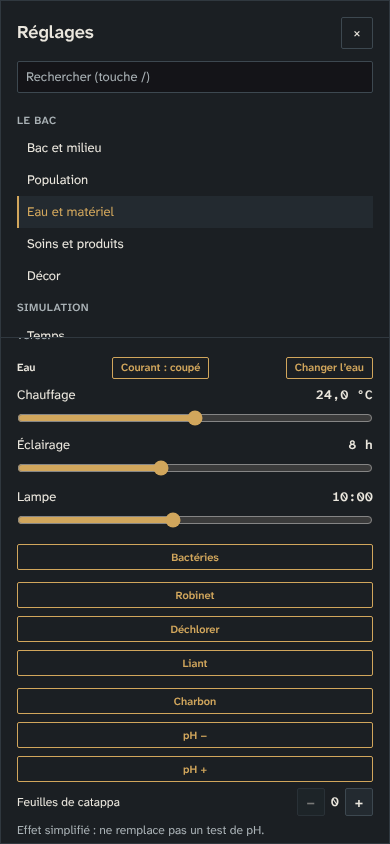 Réglages ×
Rechercher (touche /)
LE BAC
Bac et milieu
Population
Eau et matériel
Soins et produits
Décor
SIMULATION
Temps
Eau Courant : coupé Changer l'eau
Chauffage 24,0 °C
Éclairage 8 h
Lampe 10:00
Bactéries
Robinet
Déchlorer
Liant
Charbon
pH −
pH +
Feuilles de catappa − 0 +
Effet simplifié : ne remplace pas un test de pH.